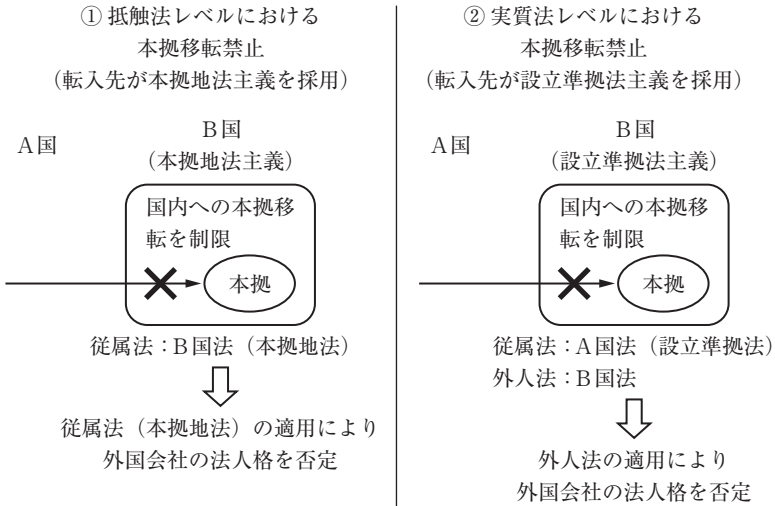 ① 抵触法レベルにおける
本拠移転禁止
（転入先が本拠地法主義を採用）
A国
B国
（本拠地法主義）
国内への本拠移
転を制限
本拠
従属法：B国法（本拠地法）
従属法（本拠地法）の適用により
外国会社の法人格を否定
② 実質法レベルにおける
本拠移転禁止
（転入先が設立準拠法主義を採用）
A国
B国
（設立準拠法主義）
国内への本拠移
転を制限
本拠
従属法：A国法（設立準拠法）
外人法：B国法
外人法の適用により
外国会社の法人格を否定